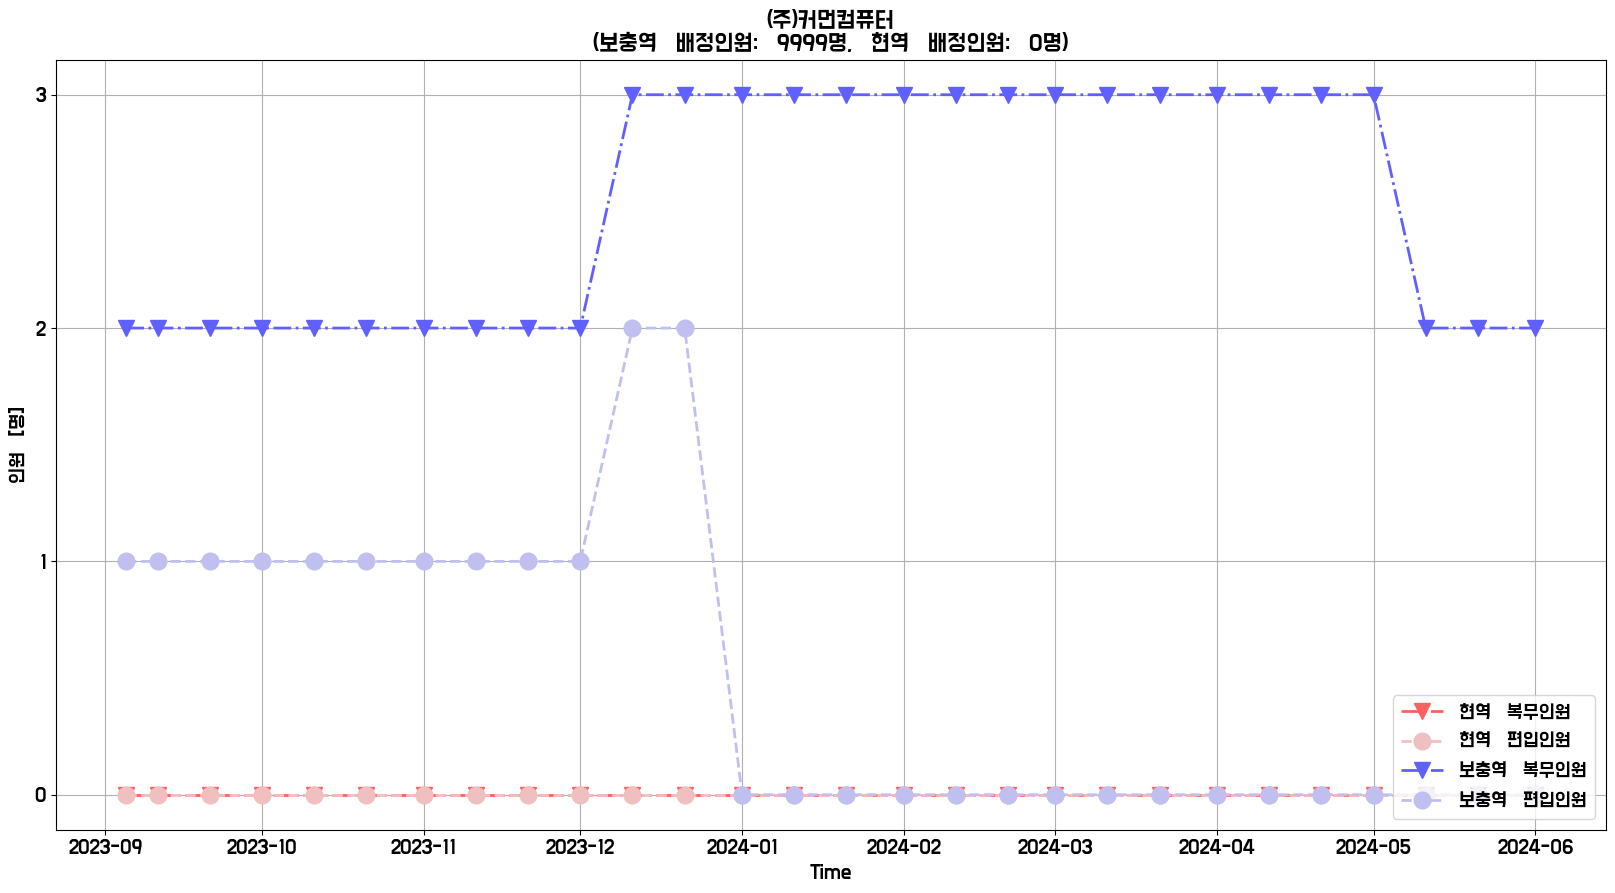 (주)커먼컴퓨터
(보충역 배정인원: 9999명, 현역 배정인원: 0명)
3
2
1
0
인원 [명]
2023-09 2023-10 2023-11 2023-12 2024-01 2024-02 2024-03 2024-04 2024-05 2024-06
Time
현역 복무인원
현역 편입인원
보충역 복무인원
보충역 편입인원